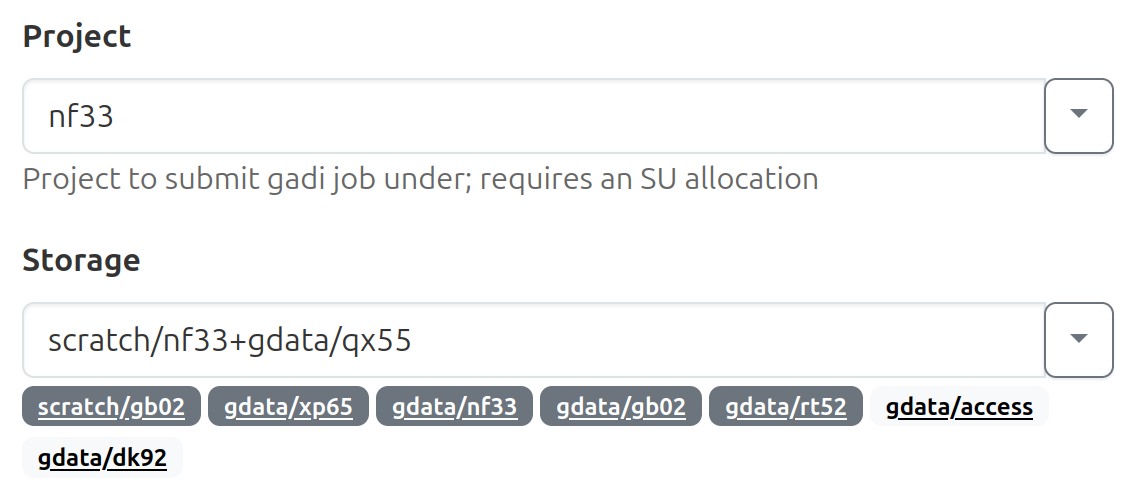 Project
nf33
Project to submit gadi job under; requires an SU allocation
Storage
scratch/nf33+gdata/qx55
scratch/gb02 gdata/xp65 gdata/nf33 gdata/gb02 gdata/rt52 gdata/access
gdata/dk92